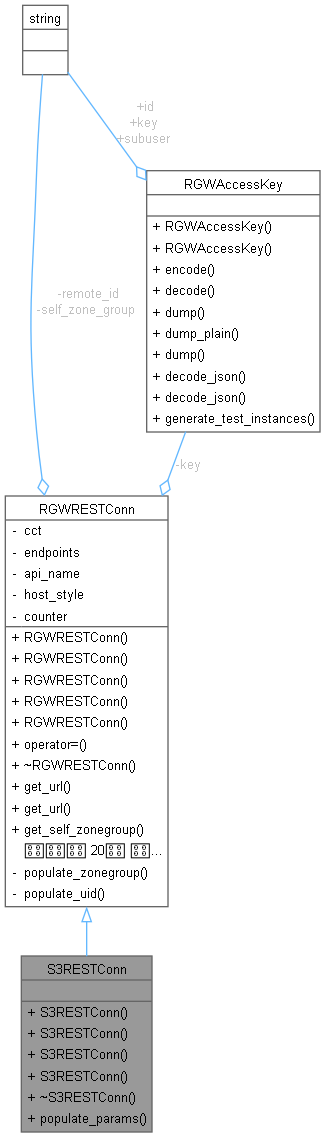 string
+id
+key
+subuser
RGWAccessKey
+ RGWAccessKey()
+ RGWAccessKey()
+ encode()
+ decode()
+ dump()
+ dump_plain()
+ dump()
+ decode_json()
+ decode_json()
+ generate_test_instances()
-remote_id
-self_zone_group
-key
RGWRESTConn
- cct
- endpoints
- api_name
- host_style
- counter
+ RGWRESTConn()
+ RGWRESTConn()
+ RGWRESTConn()
+ RGWRESTConn()
+ RGWRESTConn()
+ operator=()
+ ~RGWRESTConn()
+ get_url()
+ get_url()
+ get_self_zonegroup()
20 ...
- populate_zonegroup()
- populate_uid()
S3RESTConn
+ S3RESTConn()
+ S3RESTConn()
+ S3RESTConn()
+ S3RESTConn()
+ ~S3RESTConn()
+ populate_params()